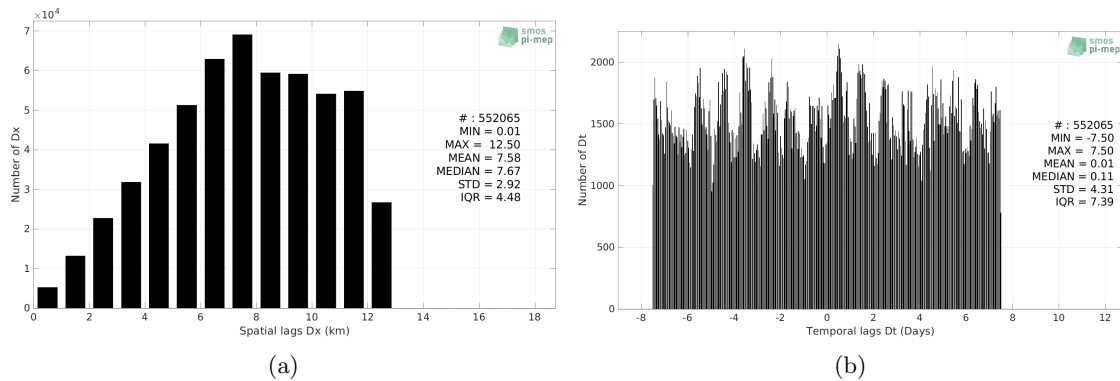 ×10⁴
7
6
5
4
3
2
1
0
Number of Dx
0 2 4 6 8 10 12 14 16 18
Spatial lags Dx (km)
smos
pi-mep
# : 552065
MIN = 0.01
MAX = 12.50
MEAN = 7.58
MEDIAN = 7.67
STD = 2.92
IQR = 4.48
(a)
2000
1500
1000
500
0
Number of Dt
-8 -6 -4 -2 0 2 4 6 8 10 12
Temporal lags Dt (Days)
smos
pi-mep
# : 552065
MIN = -7.50
MAX = 7.50
MEAN = 0.01
MEDIAN = 0.11
STD = 4.31
IQR = 7.39
(b)